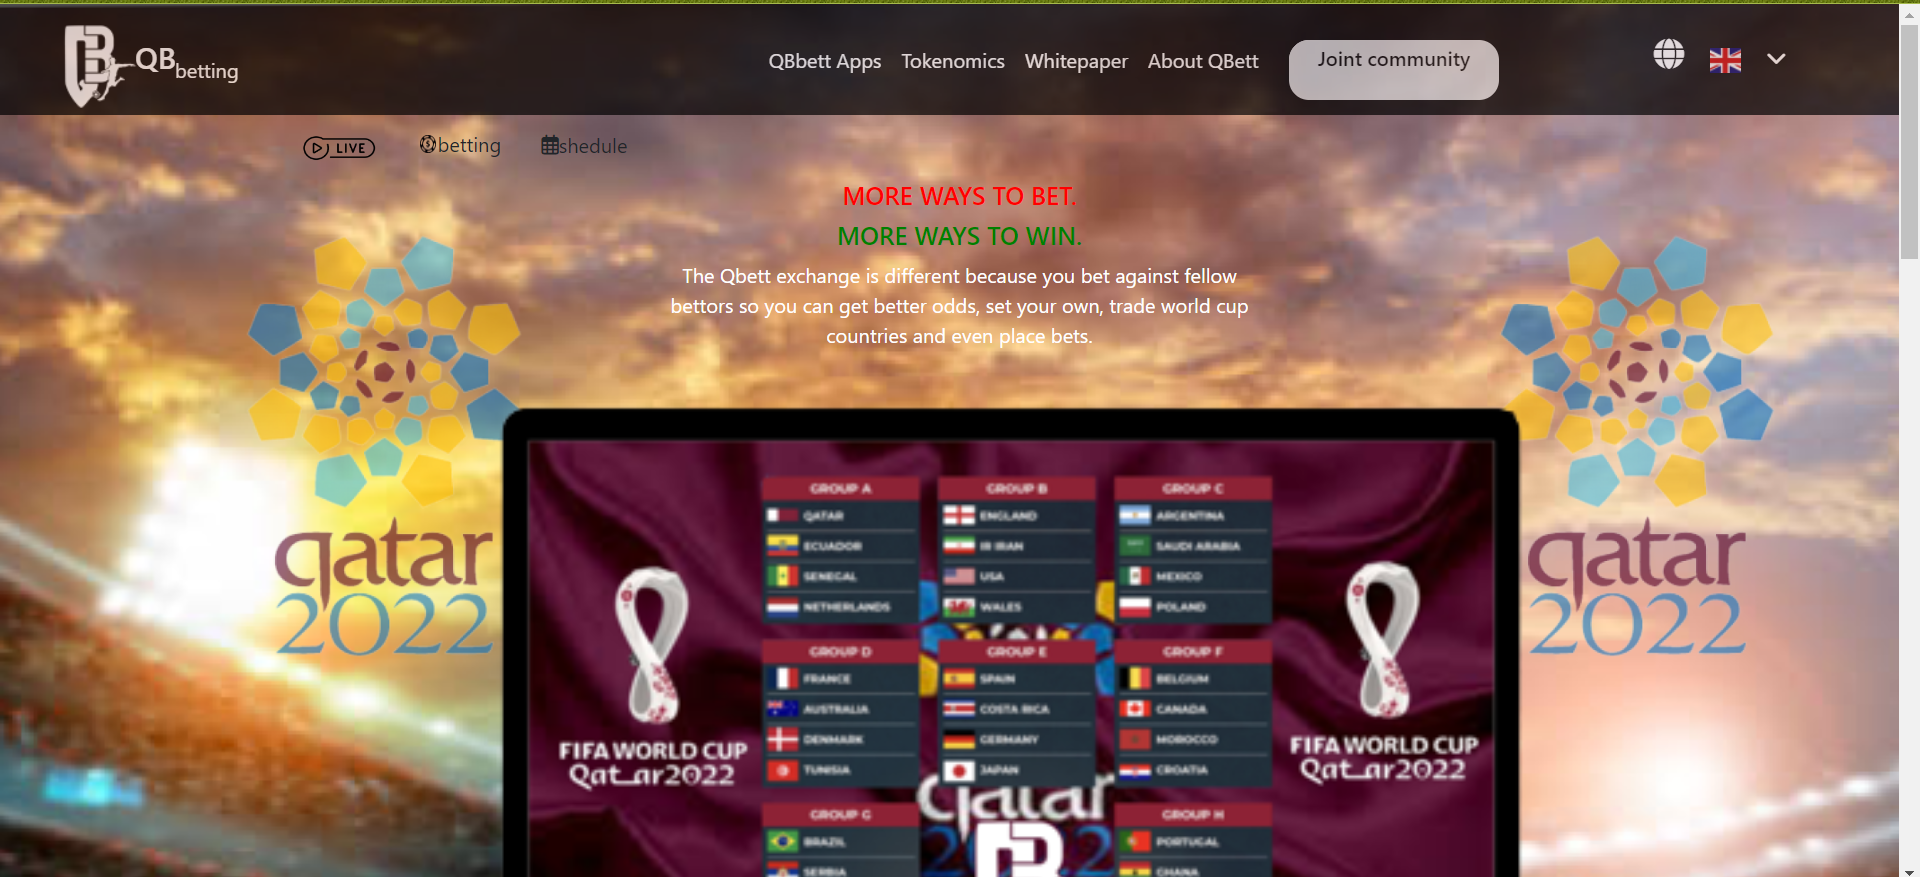 QB betting
QBbett Apps Tokenomics Whitepaper About QBett Joint community
LIVE betting shedule
MORE WAYS TO BET.
MORE WAYS TO WIN.
The Qbett exchange is different because you bet against fellow
bettors so you can get better odds, set your own, trade world cup
countries and even place bets.
qatar
2022
GROUP A
QATAR
ECUADOR
SENEGAL
NETHERLANDS
GROUP B
ENGLAND
IR IRAN
USA
WALES
GROUP C
ARGENTINA
SAUDI ARABIA
MEXICO
POLAND
GROUP D
FRANCE
AUSTRALIA
DENMARK
TUNISIA
GROUP E
SPAIN
COSTA RICA
GERMANY
JAPAN
GROUP F
BELGIUM
CANADA
MOROCCO
CROATIA
GROUP G
BRAZIL
SERBIA
GROUP H
PORTUGAL
GHANA
FIFA WORLD CUP
Qatar2022
FIFA WORLD CUP
Qatar2022
qatar
2022
qatar
2022